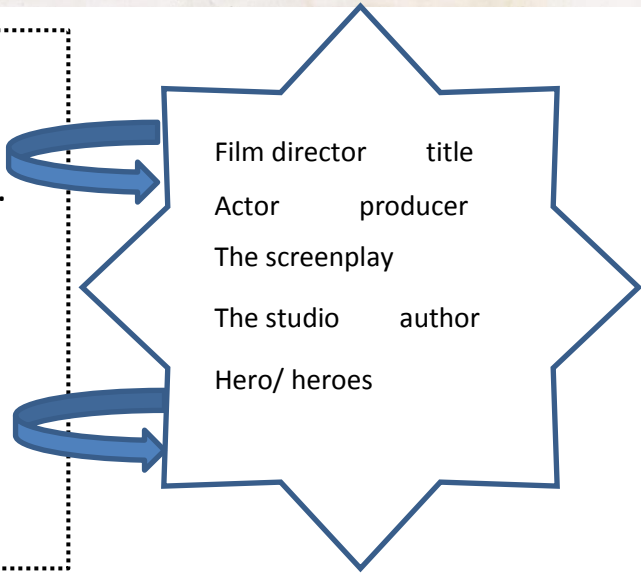 Film director title
Actor producer
The screenplay
The studio author
Hero/ heroes
.